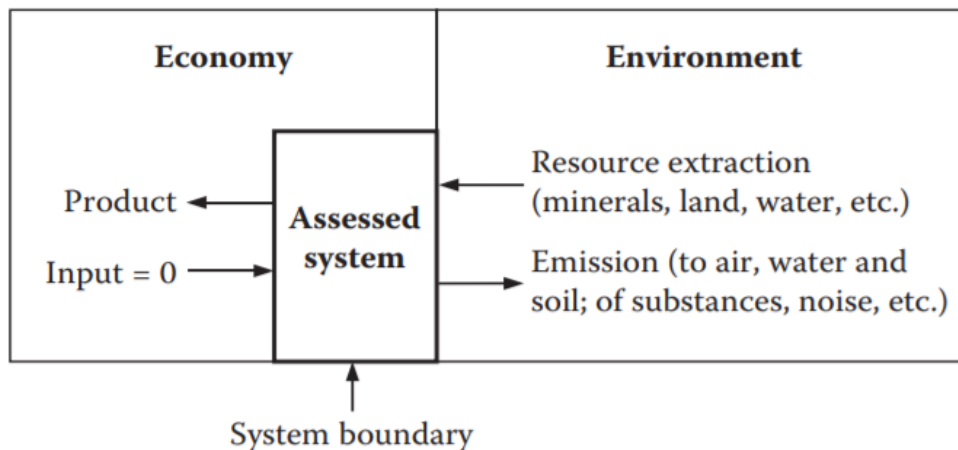 Economy
Environment
Product
Input = 0
Assessed
system
Resource extraction
(minerals, land, water, etc.)
Emission (to air, water and
soil; of substances, noise, etc.)
System boundary